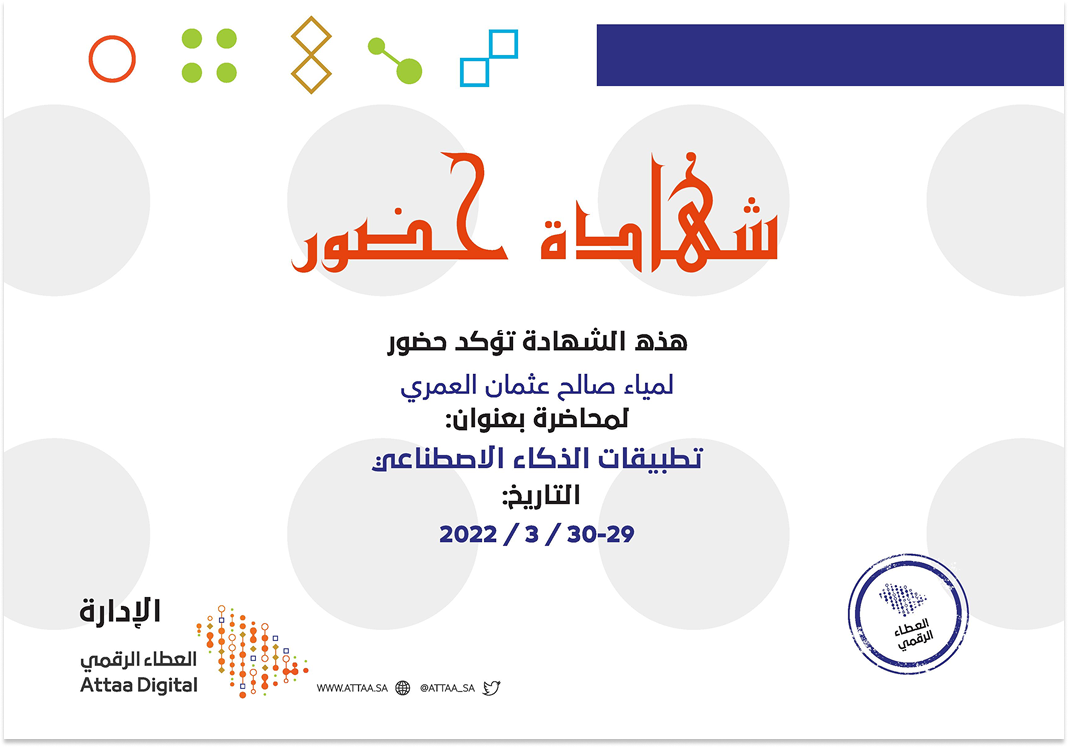 شهادة حضور
هذه الشهادة تؤكد حضور
لمياء صالح عثمان العمري
لمحاضرة بعنوان:
تطبيقات الذكاء الاصطناعي
التاريخ:
2022 / 3 / 30-29
الإدارة
العطاء الرقمي
Attaa Digital
WWW.ATTAA.SA @ATTAA_SA
العطاء
الرقمي